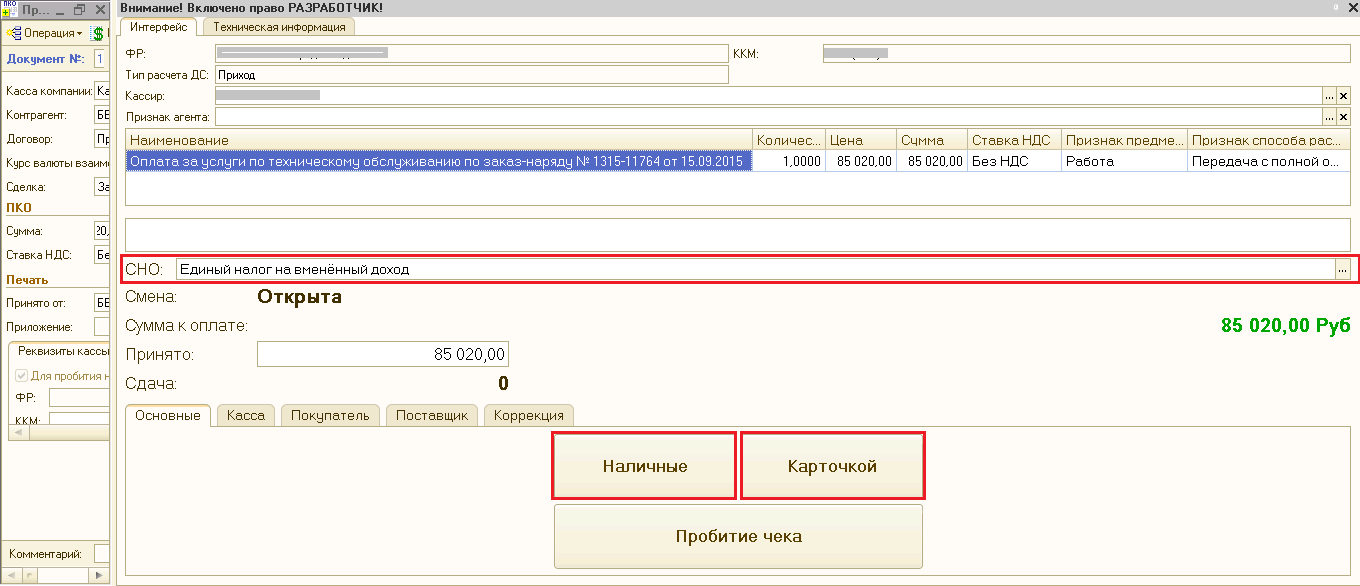 ПКО
Пр...
Внимание! Включено право РАЗРАБОТЧИК!
Операция
Интерфейс
Техническая информация
Документ №: 1
ФР:
ККМ:
Тип расчета ДС: Приход
Касса компании: Ка
Кассир:
Контрагент: БЕ
Признак агента:
Договор: Пр
Наименование Количес... Цена Сумма Ставка НДС Признак предме... Признак способа рас...
Курс валюты взаимо
Оплата за услуги по техническому обслуживанию по заказ-наряду № 1315-11764 от 15.09.2015 1,0000 85 020,00 85 020,00 Без НДС Работа Передача с полной о...
Сделка: За
ПКО
Сумма: 20,
Ставка НДС: Бе
СНО: Единый налог на вменённый доход ...
Печать
Смена: Открыта
Принято от: БЕ
Приложение:
Сумма к оплате: 85 020,00 Руб
Реквизиты кассы
Принято: 85 020,00
Для пробития н
Сдача: 0
ФР:
ККМ:
Основные Касса Покупатель Поставщик Коррекция
Наличные Карточкой
Пробитие чека
Комментарий: